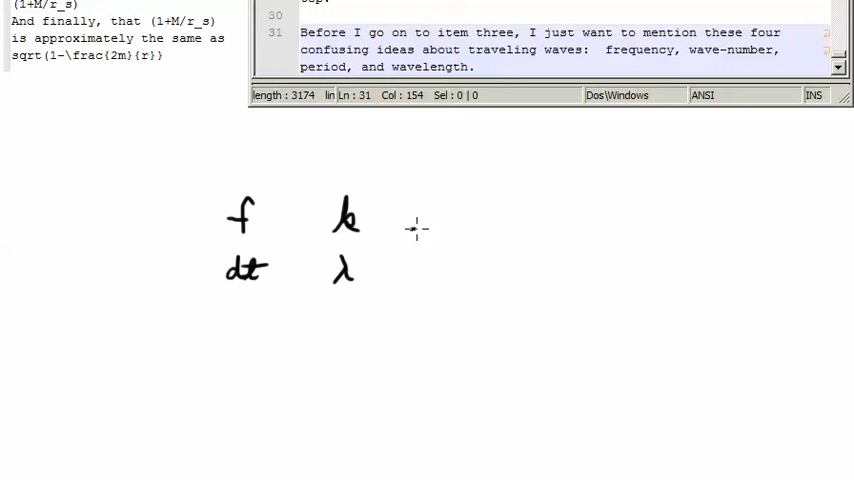 (1+M/r_s)
And finally, that (1+M/r_s)
is approximately the same as
sqrt(1-\frac{2m}{r}})
30
31 Before I go on to item three, I just want to mention these four
confusing ideas about traveling waves: frequency, wave-number,
period, and wavelength.
length : 3174 lin Ln : 31 Col : 154 Sel : 0 | 0 Dos\Windows ANSI INS
f k
dt λ